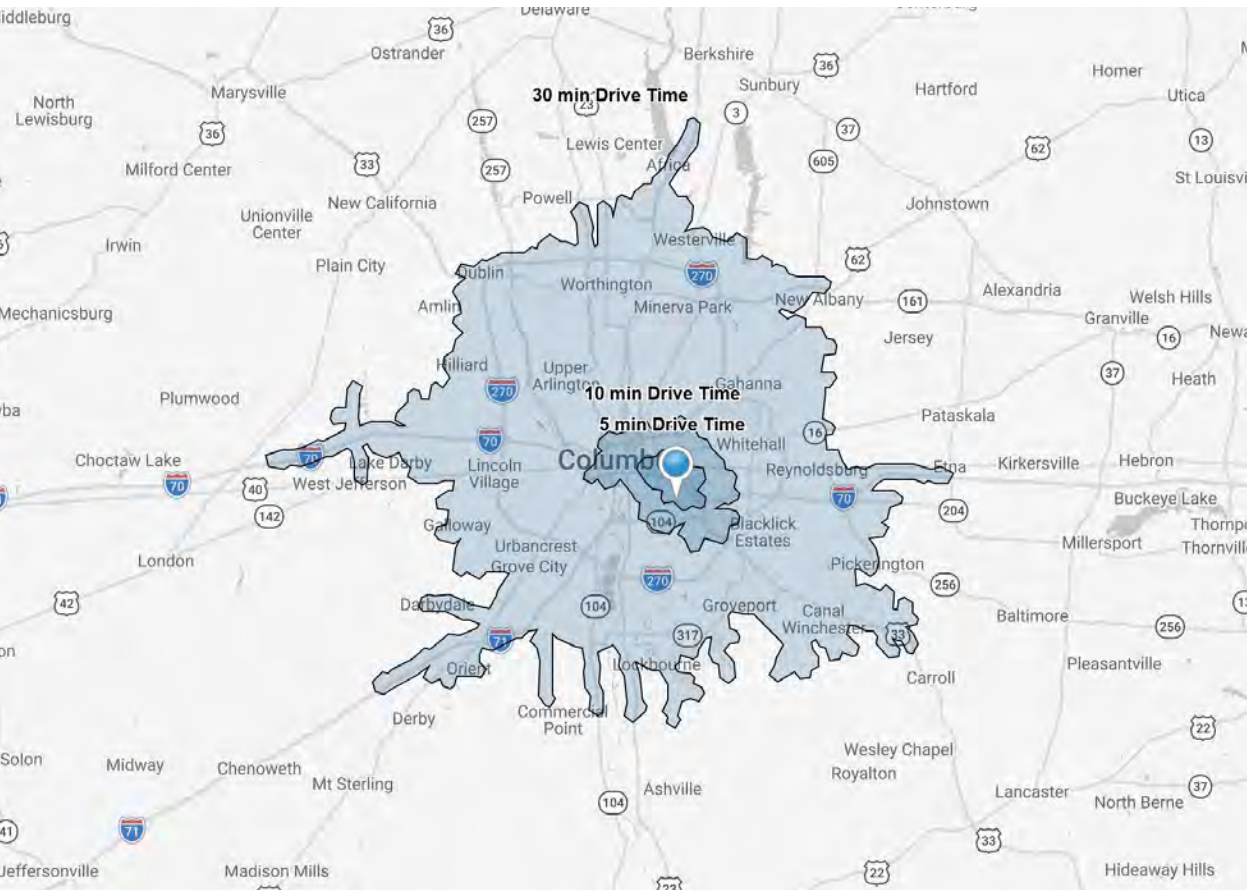 Delaware
36
Ostrander
Berkshire
36
Sunbury
Homer
Hartford
Marysville
30 min Drive Time
23
Utica
North
Lewisburg
257
3
36
37
13
Lewis Center
62
33
605
Milford Center
257
Africa
Powell
New California
Johnstown
Unionville
Center
Irwin
Westerville
62
Plain City
Dublin
270
Worthington
Alexandria
Amlin
Minerva Park
New Albany
161
Welsh Hills
Mechanicsburg
Granville
Jersey
16
Hilliard
Upper
Arlington
37
270
Gahanna
Heath
10 min Drive Time
Plumwood
Pataskala
5 min Drive Time
16
70
Whitehall
70
Choctaw Lake
Lake Darby
Lincoln
Village
Reynoldsburg
Etna
Kirkersville
Hebron
70
40
West Jefferson
70
Buckeye Lake
142
204
Galloway
104
Blacklick
Estates
Millersport
Thornville
Urbancrest
London
Grove City
Pickerington
270
256
42
Darbydale
104
Groveport
Canal
Winchester
Baltimore
256
71
317
33
Orient
Lockbourne
Pleasantville
Carroll
Derby
Commercial
Point
22
Solon
Midway
Chenoweth
Wesley Chapel
Royalton
Mt Sterling
Ashville
Lancaster
37
104
North Berne
71
41
33
Jeffersonville
Madison Mills
22
Hideaway Hills
23